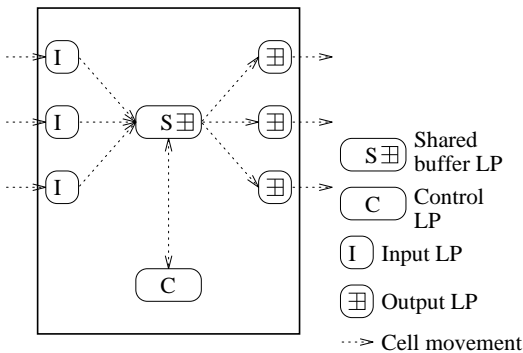 I
I
S
I
C
S
Shared
buffer LP
C
Control
LP
I
Input LP
Output LP
Cell movement